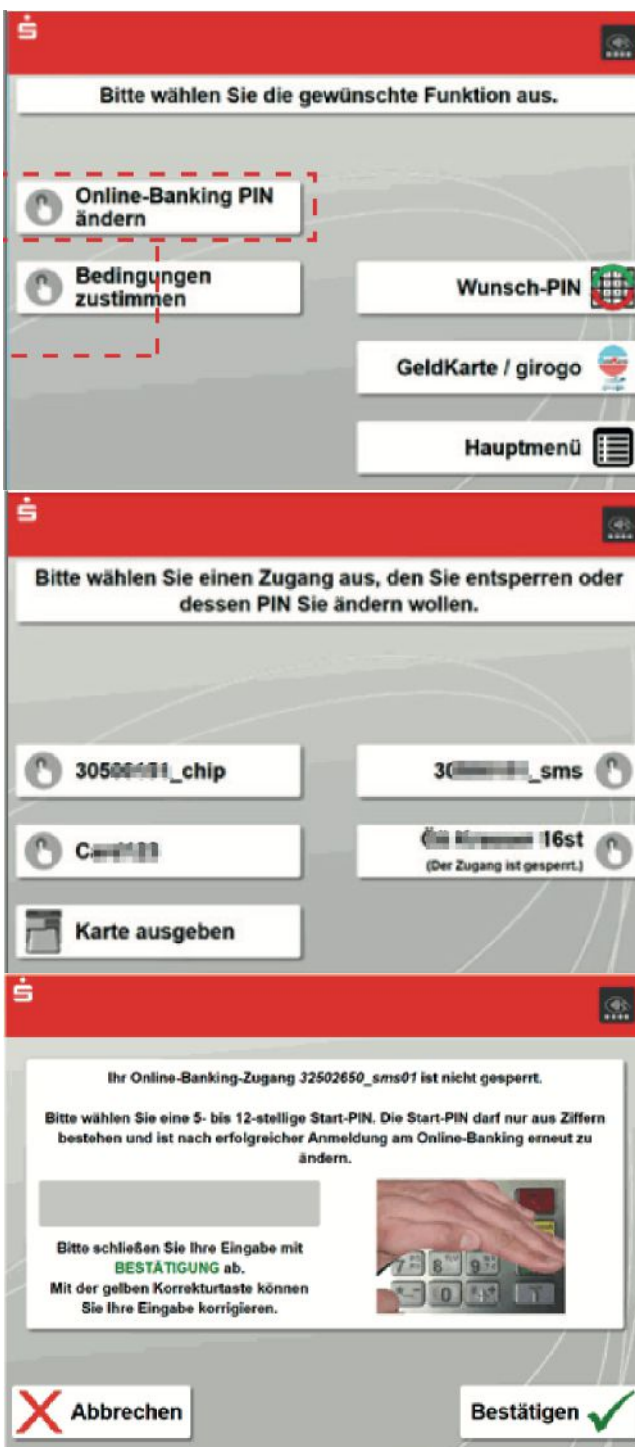 Bitte wählen Sie die gewünschte Funktion aus.
Online-Banking PIN
ändern
Bedingungen
zustimmen
Wunsch-PIN
GeldKarte / girogo
Hauptmenü
Bitte wählen Sie einen Zugang aus, den Sie entsperren oder
dessen PIN Sie ändern wollen.
_chip
_sms
16st
(Der Zugang ist gesperrt.)
Karte ausgeben
Ihr Online-Banking-Zugang 32502650_sms01 ist nicht gesperrt.
Bitte wählen Sie eine 5- bis 12-stellige Start-PIN. Die Start-PIN darf nur aus Ziffern
bestehen und ist nach erfolgreicher Anmeldung am Online-Banking erneut zu
ändern.
Bitte schließen Sie Ihre Eingabe mit
BESTÄTIGUNG ab.
Mit der gelben Korrekturtaste können
Sie Ihre Eingabe korrigieren.
7 8 9
0
Abbrechen
Bestätigen